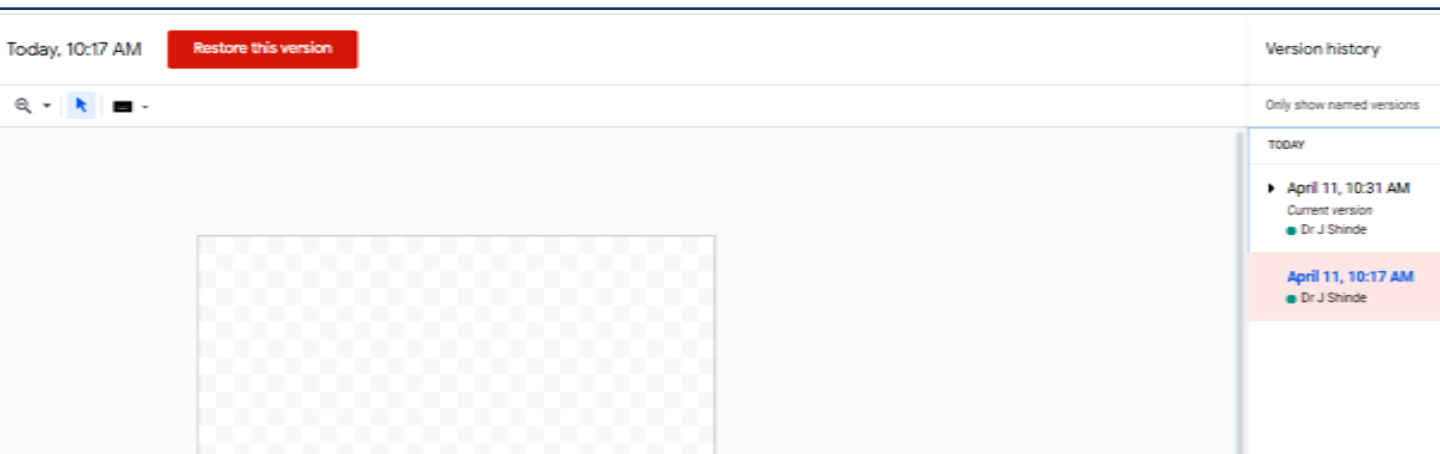 Today, 10:17 AM
Restore this version
Version history
Only show named versions
TODAY
April 11, 10:31 AM
Current version
Dr J Shinde
April 11, 10:17 AM
Dr J Shinde